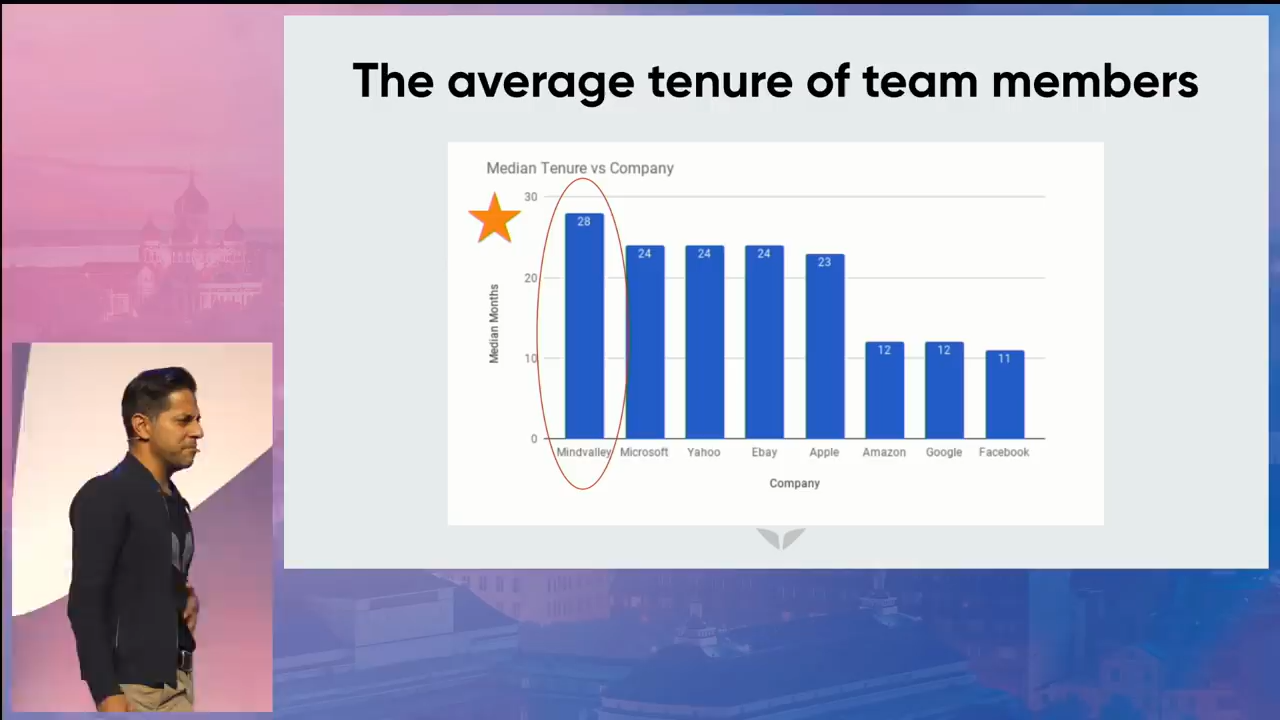 The average tenure of team members
Median Tenure vs Company
30
20
10
0
Median Months
28
24
24
24
23
12
12
11
Mindvalley Microsoft Yahoo Ebay Apple Amazon Google Facebook
Company